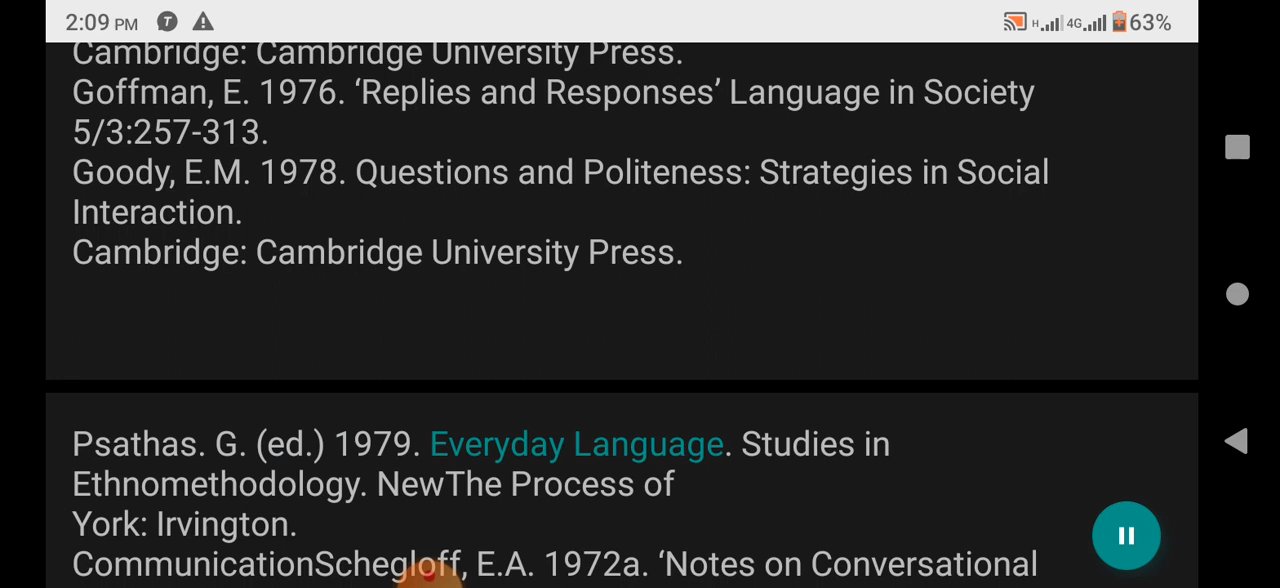 2:09 PM
H 4G 63%
Cambridge: Cambridge University Press.
Goffman, E. 1976. ‘Replies and Responses’ Language in Society
5/3:257-313.
Goody, E.M. 1978. Questions and Politeness: Strategies in Social
Interaction.
Cambridge: Cambridge University Press.
Psathas. G. (ed.) 1979. Everyday Language. Studies in
Ethnomethodology. NewThe Process of
York: Irvington.
CommunicationSchegloff, E.A. 1972a. ‘Notes on Conversational